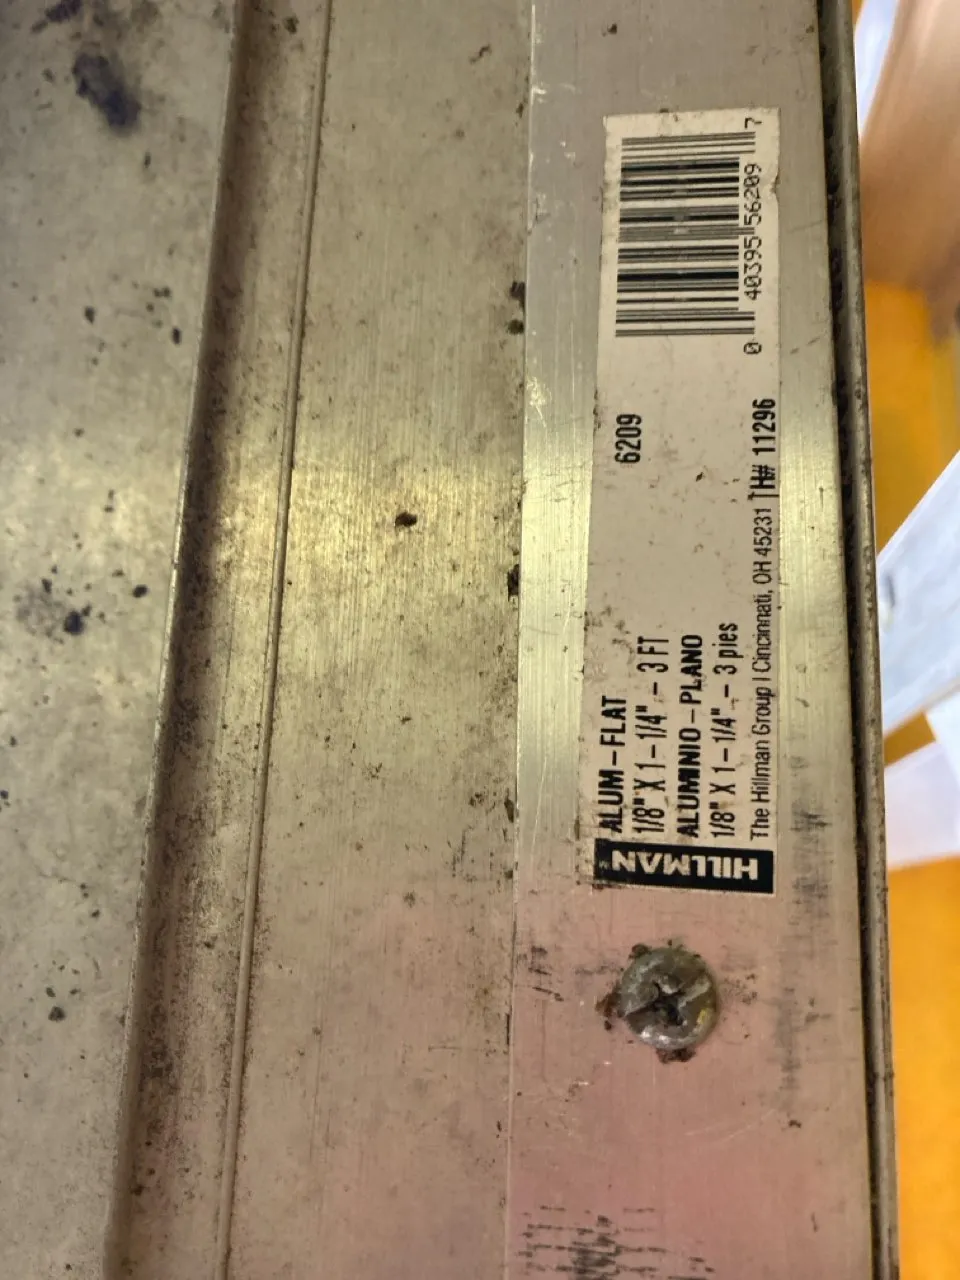 HILLMAN
ALUM-FLAT 6209
1/8" X 1-1/4" - 3 FT
ALUMINIO-PLANO
1/8" X 1-1/4" - 3 pies
The Hillman Group | Cincinnati, OH 45231 TH# 11296
0 40395 56209 7